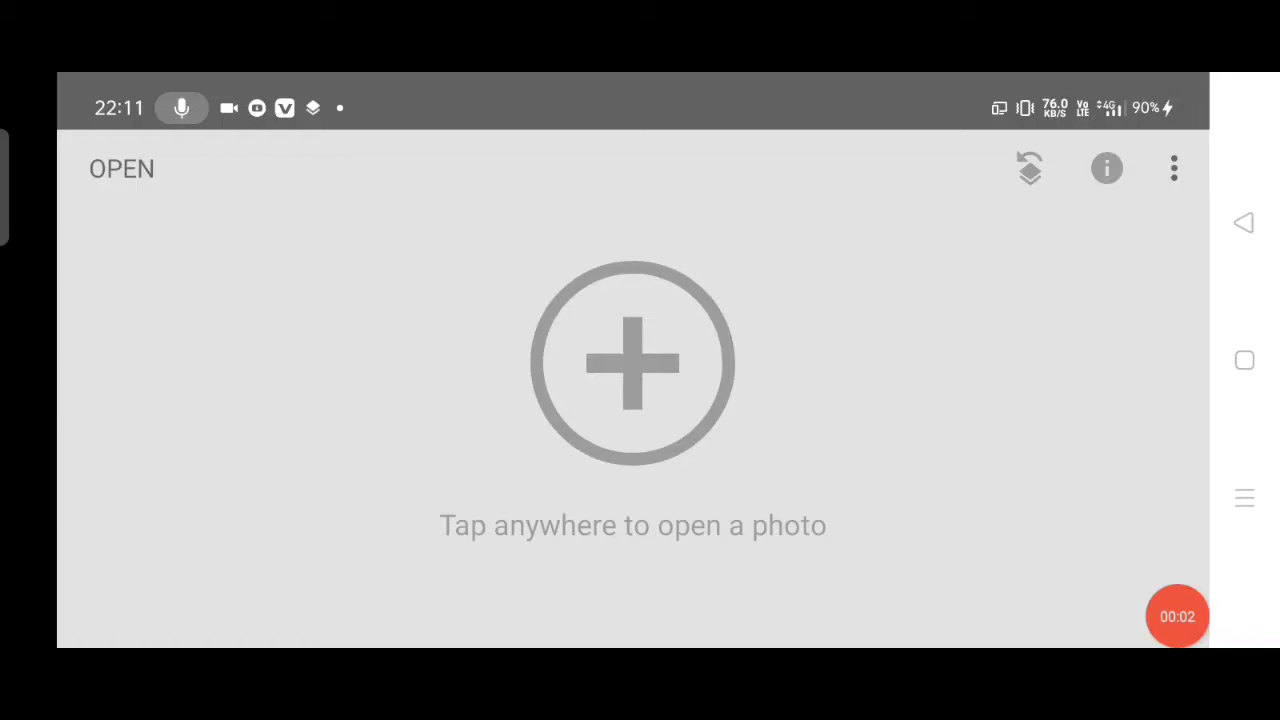 22:11
76.0 KB/S
Vo LTE
4G
90%
OPEN
Tap anywhere to open a photo
00:02